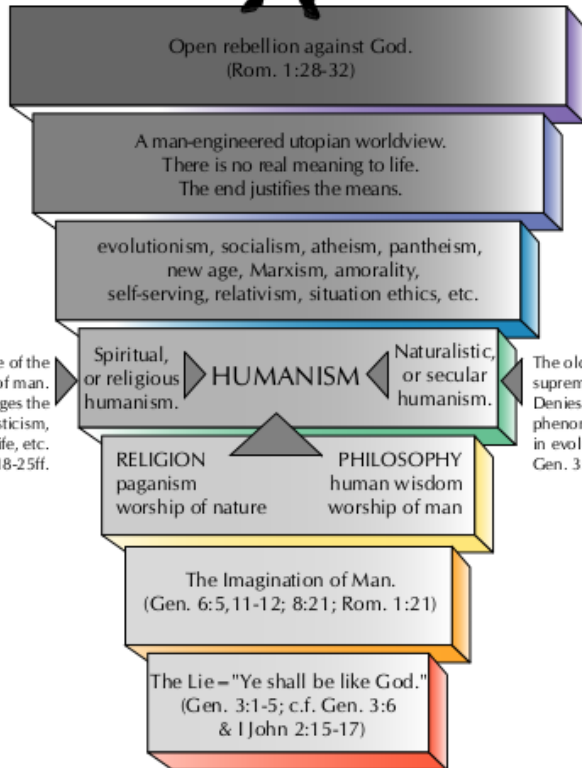 Open rebellion against God.
(Rom. 1:28-32)
A man-engineered utopian worldview.
There is no real meaning to life.
The end justifies the means.
evolutionism, socialism, atheism, pantheism,
new age, Marxism, amorality,
self-serving, relativism, situation ethics, etc.
e of the
of man.
ges the
sticism,
ife, etc.
18-25ff.
Spiritual,
or religious
humanism.
HUMANISM
Naturalistic,
or secular
humanism.
The old
suprem
Denies
phenor
in evol
Gen. 3
RELIGION
paganism
worship of nature
PHILOSOPHY
human wisdom
worship of man
The Imagination of Man.
(Gen. 6:5,11-12; 8:21; Rom. 1:21)
The Lie–"Ye shall be like God."
(Gen. 3:1-5; c.f. Gen. 3:6
& I John 2:15-17)